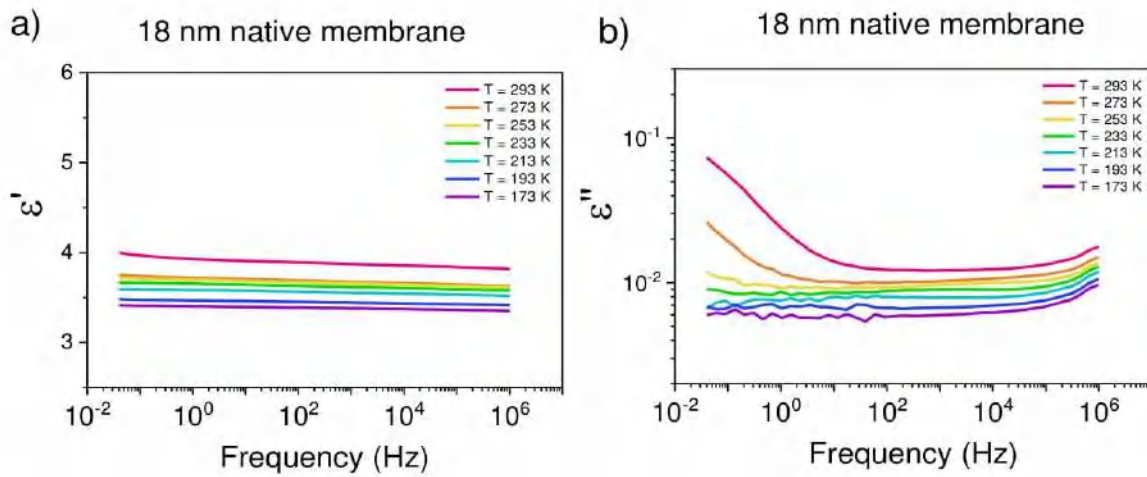 a)
18 nm native membrane
6
5
4
3
ε'
T = 293 K
T = 273 K
T = 253 K
T = 233 K
T = 213 K
T = 193 K
T = 173 K
10⁻² 10⁰ 10² 10⁴ 10⁶
Frequency (Hz)
b)
18 nm native membrane
10⁻¹
10⁻²
ε"
T = 293 K
T = 273 K
T = 253 K
T = 233 K
T = 213 K
T = 193 K
T = 173 K
10⁻² 10⁰ 10² 10⁴ 10⁶
Frequency (Hz)